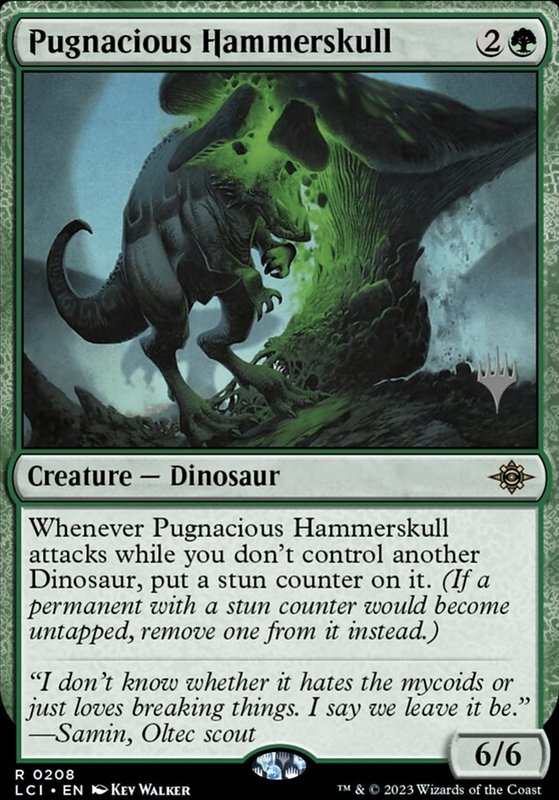 Pugnacious Hammerskull 2
Creature — Dinosaur
Whenever Pugnacious Hammerskull
attacks while you don't control another
Dinosaur, put a stun counter on it. (If a
permanent with a stun counter would become
untapped, remove one from it instead.)
"I don't know whether it hates the mycoids or
just loves breaking things. I say we leave it be."
—Samin, Oltec scout
6/6
R 0208
LCI • EN Kev Walker
™ & © 2023 Wizards of the Coast